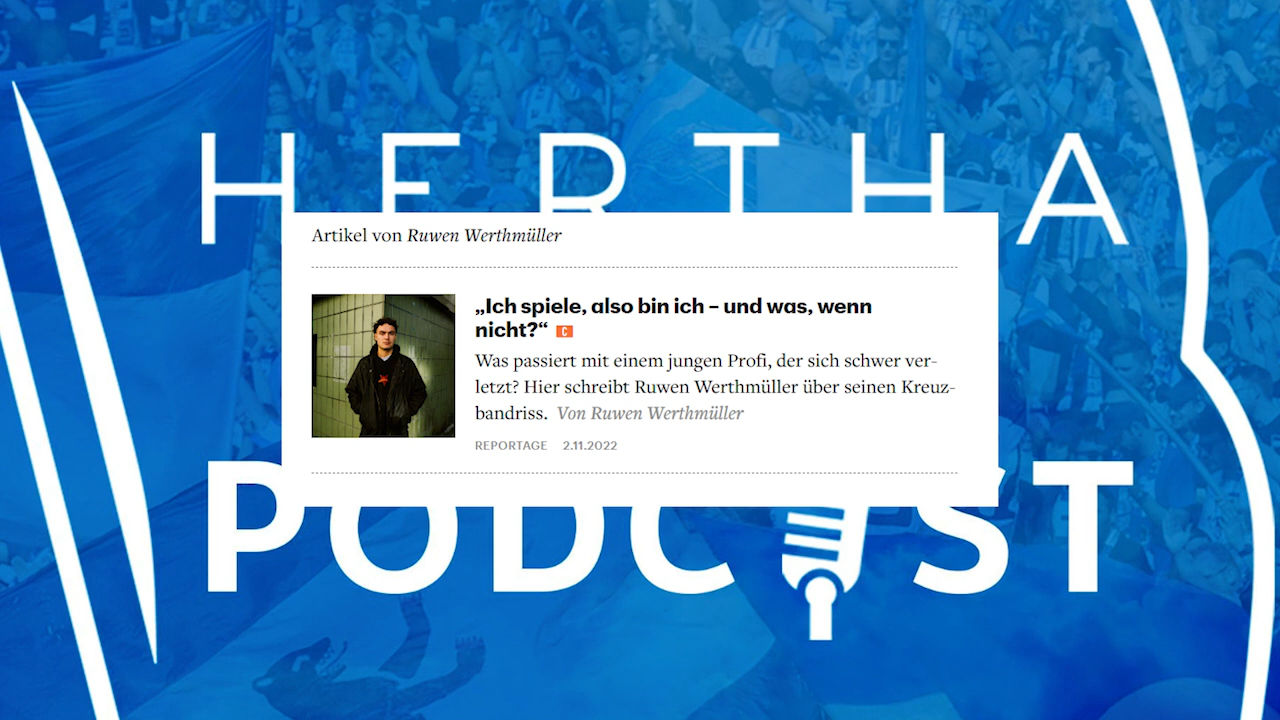 HERTHA
Artikel von Ruwen Werthmüller
„Ich spiele, also bin ich – und was, wenn
nicht?“ C
Was passiert mit einem jungen Profi, der sich schwer ver-
letzt? Hier schreibt Ruwen Werthmüller über seinen Kreuz-
bandriss. Von Ruwen Werthmüller
REPORTAGE 2.11.2022
PODCAST